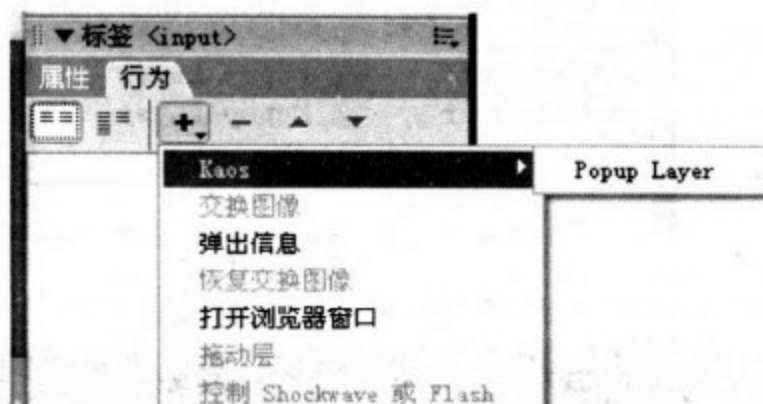 标签 <input>
属性 行为
Kaos
Popup Layer
交换图像
弹出信息
恢复交换图像
打开浏览器窗口
拖动层
控制 Shockwave 或 Flash